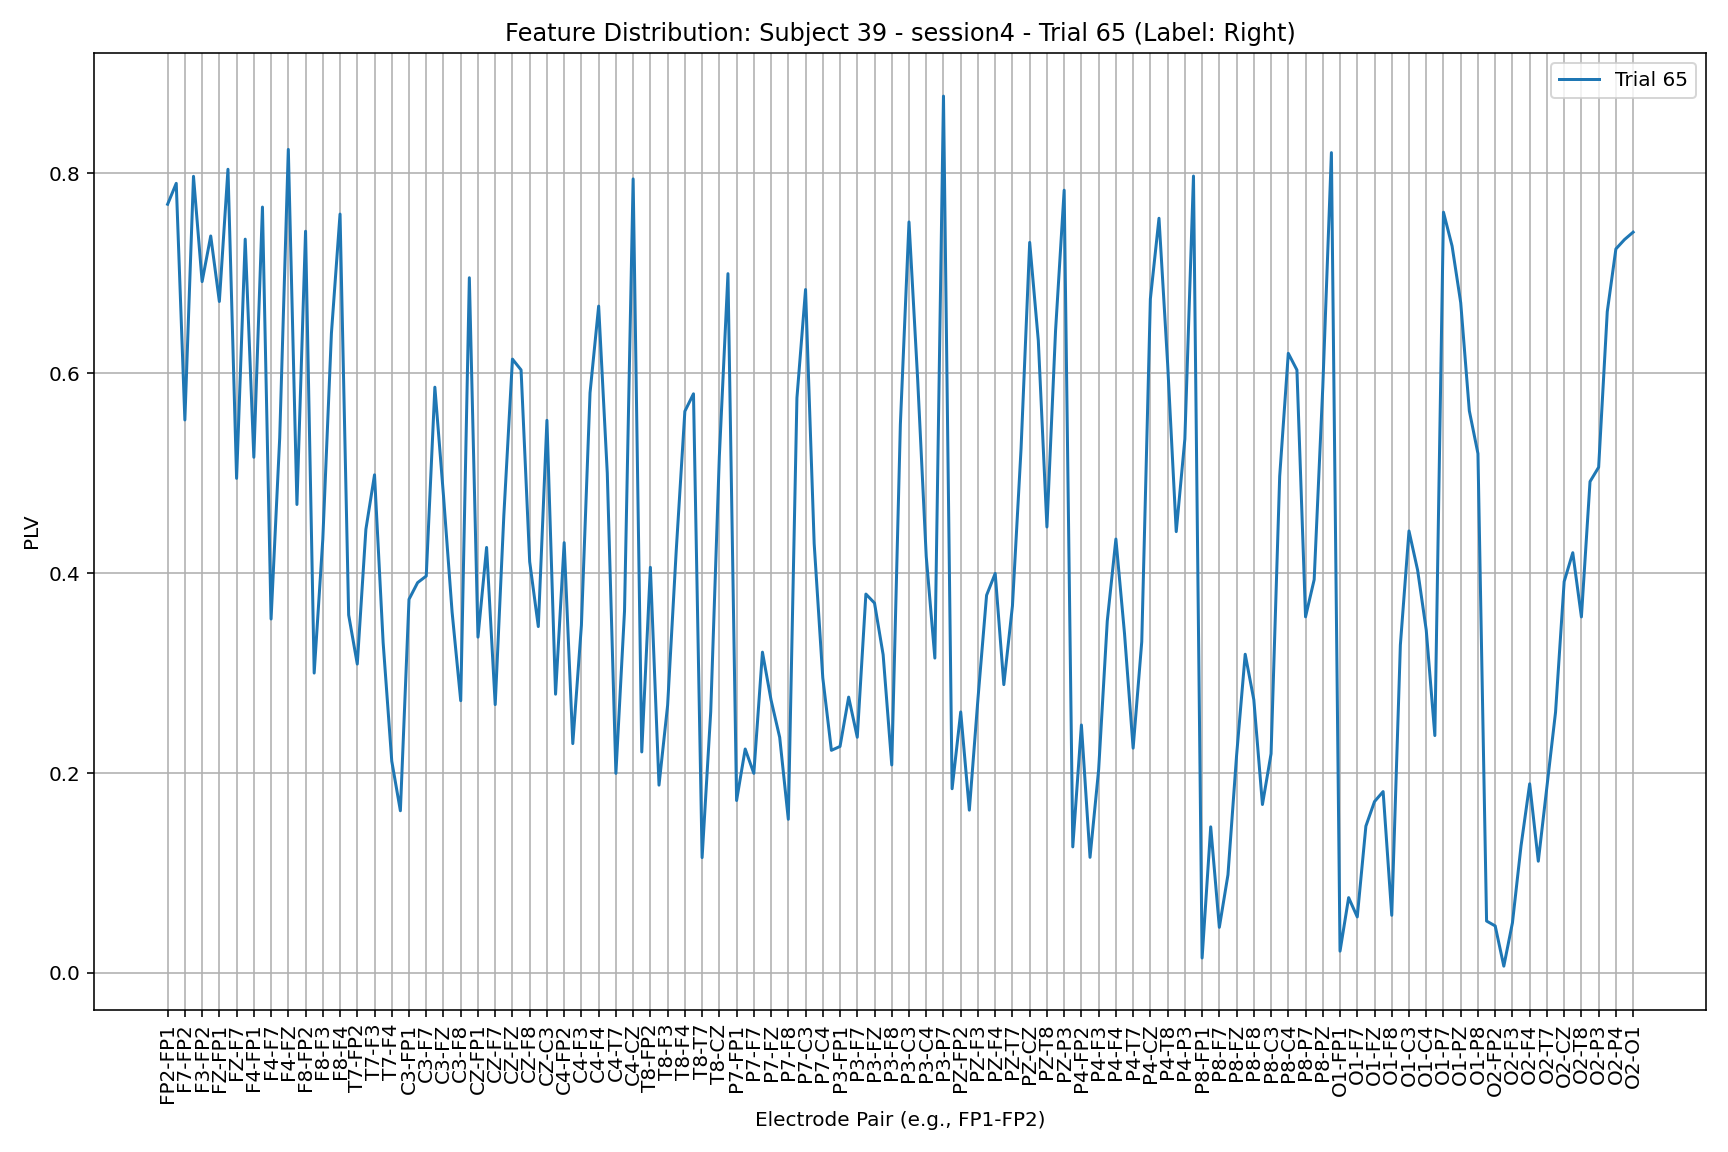 Feature Distribution: Subject 39 - session4 - Trial 65 (Label: Right)
Trial 65
PLV
0.8
0.6
0.4
0.2
0.0
FP2-FP1
F7-FP2
F3-FP2
FZ-FP1
FZ-F7
F4-FP1
F4-F7
F4-FZ
F8-FP2
F8-F3
F8-F4
T7-FP2
T7-F3
T7-F4
C3-FP1
C3-F7
C3-FZ
C3-F8
CZ-FP1
CZ-F7
CZ-FZ
CZ-F8
CZ-C3
C4-FP2
C4-F3
C4-F4
C4-T7
C4-CZ
T8-FP2
T8-F3
T8-F4
T8-T7
T8-CZ
P7-FP1
P7-F7
P7-FZ
P7-F8
P7-C3
P7-C4
P3-FP1
P3-F7
P3-FZ
P3-F8
P3-C3
P3-C4
P3-P7
PZ-FP2
PZ-F3
PZ-F4
PZ-T7
PZ-CZ
PZ-T8
PZ-P3
P4-FP2
P4-F3
P4-F4
P4-T7
P4-CZ
P4-T8
P4-P3
P8-FP1
P8-F7
P8-FZ
P8-F8
P8-C3
P8-C4
P8-P7
P8-PZ
O1-FP1
O1-F7
O1-FZ
O1-F8
O1-C3
O1-C4
O1-P7
O1-PZ
O1-P8
O2-FP2
O2-F3
O2-F4
O2-T7
O2-CZ
O2-T8
O2-P3
O2-P4
O2-O1
Electrode Pair (e.g., FP1-FP2)